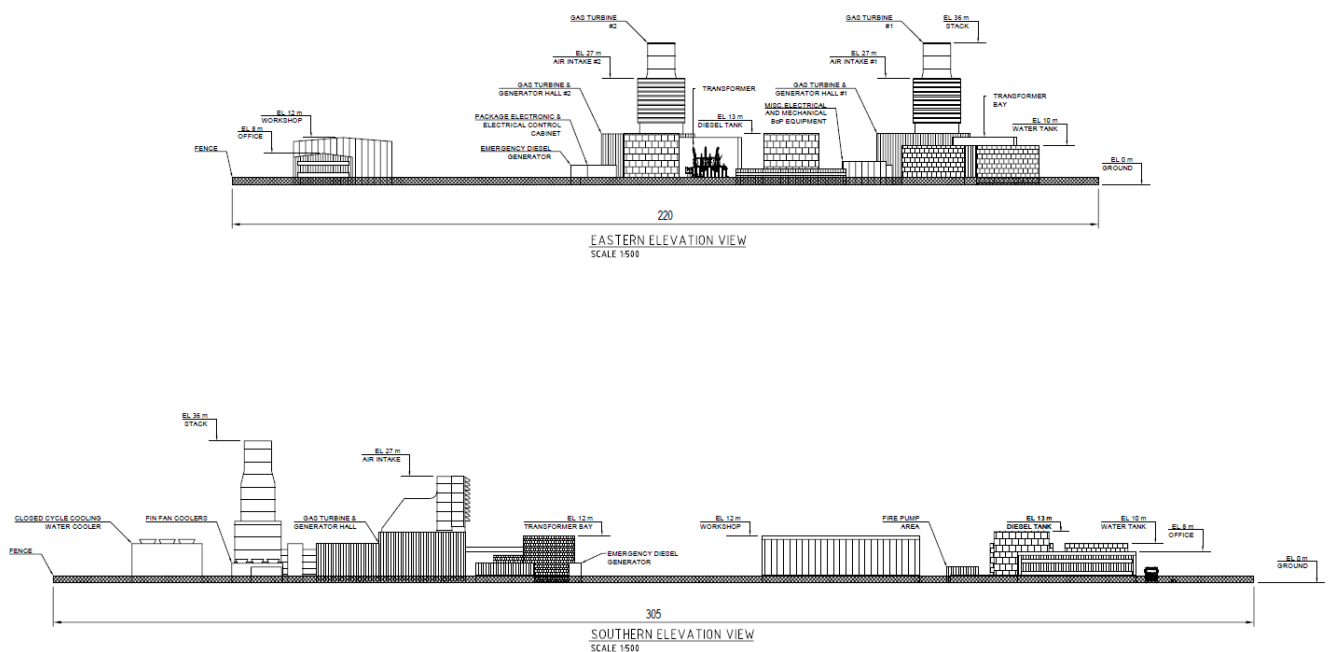 GAS TURBINE
#2
GAS TURBINE
#1
EL 36 m
STACK
EL 27 m
AIR INTAKE #2
EL 27 m
AIR INTAKE #1
GAS TURBINE &
GENERATOR HALL #2
TRANSFORMER
GAS TURBINE &
GENERATOR HALL #1
TRANSFORMER
BAY
EL 12 m
WORKSHOP
EL 8 m
OFFICE
PACKAGE ELECTRONIC &
ELECTRICAL CONTROL
CABINET
EL 13 m
DIESEL TANK
MISC. ELECTRICAL
AND MECHANICAL
BoP EQUIPMENT
EL 10 m
WATER TANK
FENCE
EMERGENCY DIESEL
GENERATOR
EL 0 m
GROUND
220
EASTERN ELEVATION VIEW
SCALE 1:500
EL 36 m
STACK
EL 27 m
AIR INTAKE
CLOSED CYCLE COOLING
WATER COOLER
FIN FAN COOLERS
GAS TURBINE &
GENERATOR HALL
EL 12 m
TRANSFORMER BAY
EL 12 m
WORKSHOP
FIRE PUMP
AREA
EL 13 m
DIESEL TANK
EL 10 m
WATER TANK
EL 8 m
OFFICE
FENCE
EMERGENCY DIESEL
GENERATOR
EL 0 m
GROUND
305
SOUTHERN ELEVATION VIEW
SCALE 1:500